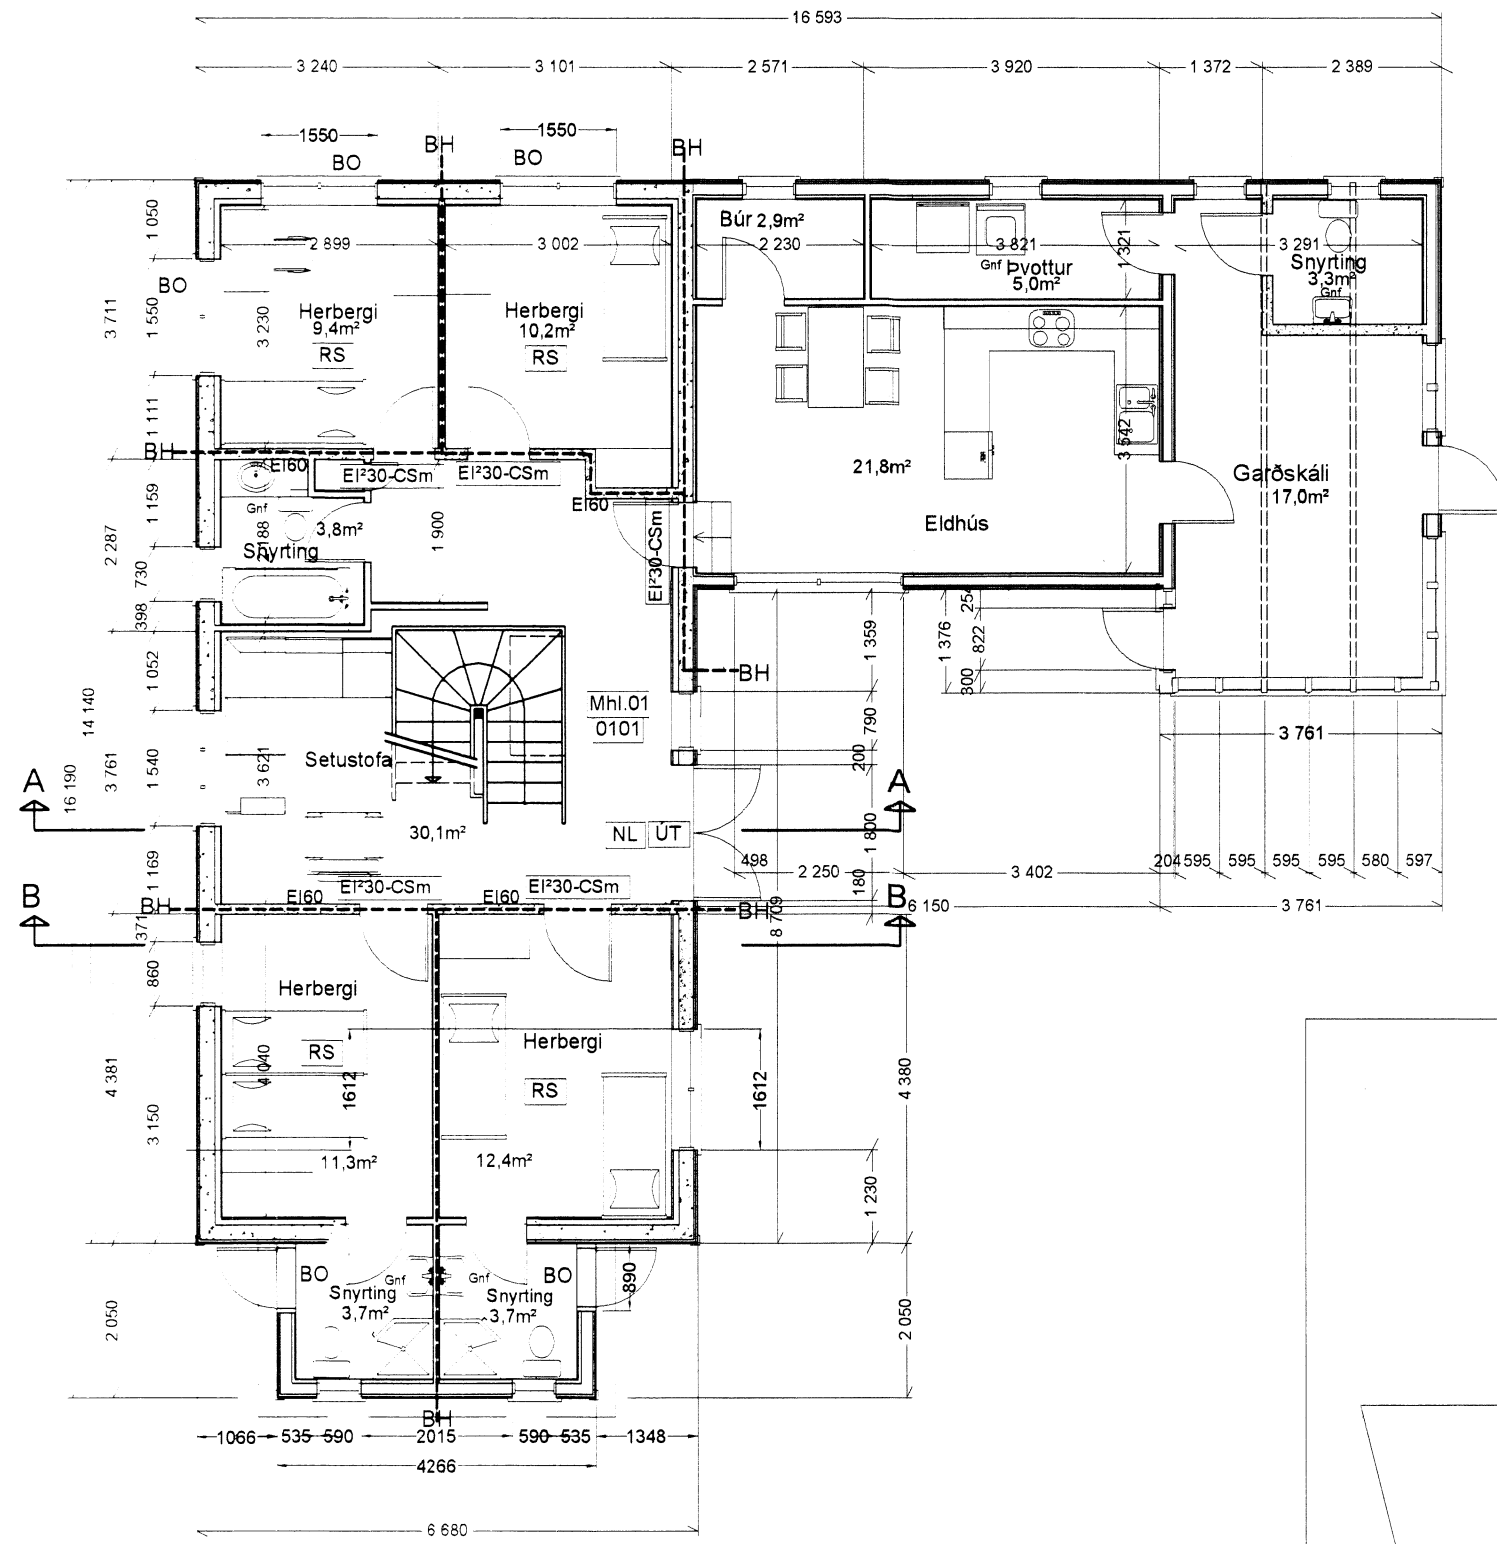 16 593
3 240
3 101
2 571
3 920
1 372
2 389
1550
1550
BH
BH
BO
BO
BO
1 050
1 550
3 711
1 111
2 899
3 002
2 230
3 821
1 321
3 291
Búr 2,9m²
Gnf
Þvottur
5,0m²
Snyrting
3,3m²
Gnf
Herbergi
9,4m²
RS
3 230
Herbergi
10,2m²
RS
BH
EI60
EI²30-CSm
EI²30-CSm
EI60
EI²30-CSm
21,8m²
Eldhús
3 542
Garðskáli
17,0m²
1 159
2 287
730
398
Gnf
3,8m²
Snyrting
2 188
1 900
1 052
14 140
16 190
3 761
1 540
1 169
371
Setustofa
3 621
30,1m²
Mhl.01
0101
NL
ÚT
BH
1 359
790
200
1 800
180
1 376
254
822
300
3 761
A
A
B
B
498
2 250
3 402
204
595
595
595
595
580
597
6 150
3 761
8 709
BH
EI60
EI²30-CSm
EI60
EI²30-CSm
BH
860
4 381
3 150
Herbergi
RS
4 040
1612
11,3m²
Herbergi
RS
12,4m²
1612
4 380
1 230
2 050
2 050
BO
Gnf
Snyrting
3,7m²
Gnf
BO
Snyrting
3,7m²
890
BH
1066
535
590
2015
590
535
1348
4266
6 680